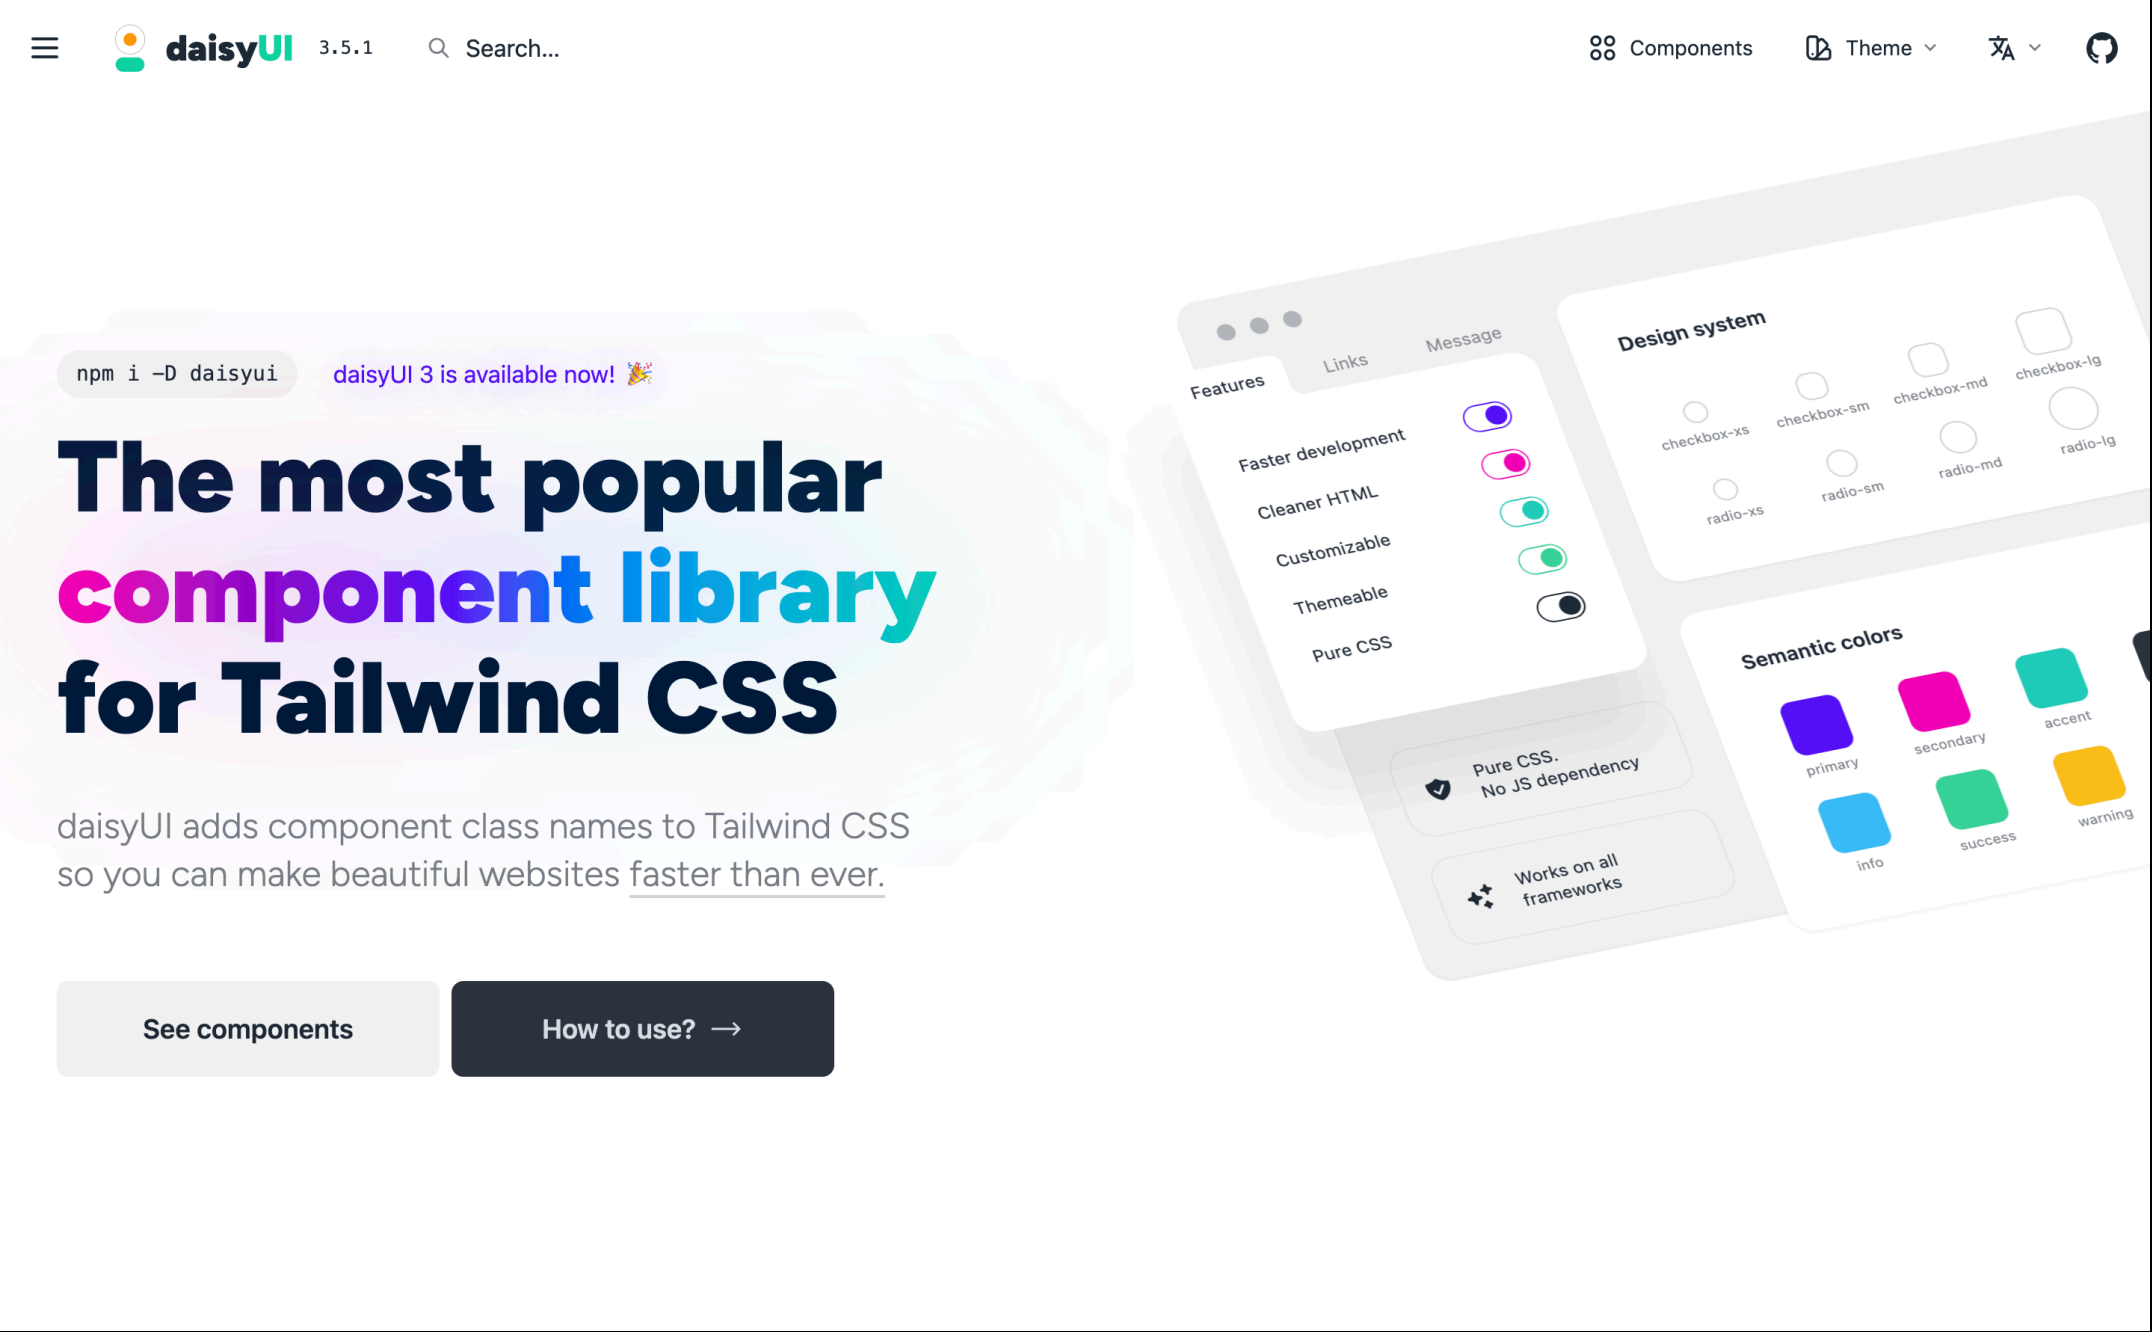 daisyUI 3.5.1 Search...
Components Theme
npm i -D daisyui
daisyUI 3 is available now! 🎉
The most popular
component library
for Tailwind CSS
daisyUI adds component class names to Tailwind CSS
so you can make beautiful websites faster than ever.
See components
How to use? →
Features
Links
Message
Faster development
Cleaner HTML
Customizable
Themeable
Pure CSS
Pure CSS.
No JS dependency
Works on all
frameworks
Design system
checkbox-xs
checkbox-sm
checkbox-md
checkbox-lg
radio-xs
radio-sm
radio-md
radio-lg
Semantic colors
primary
secondary
accent
info
success
warning